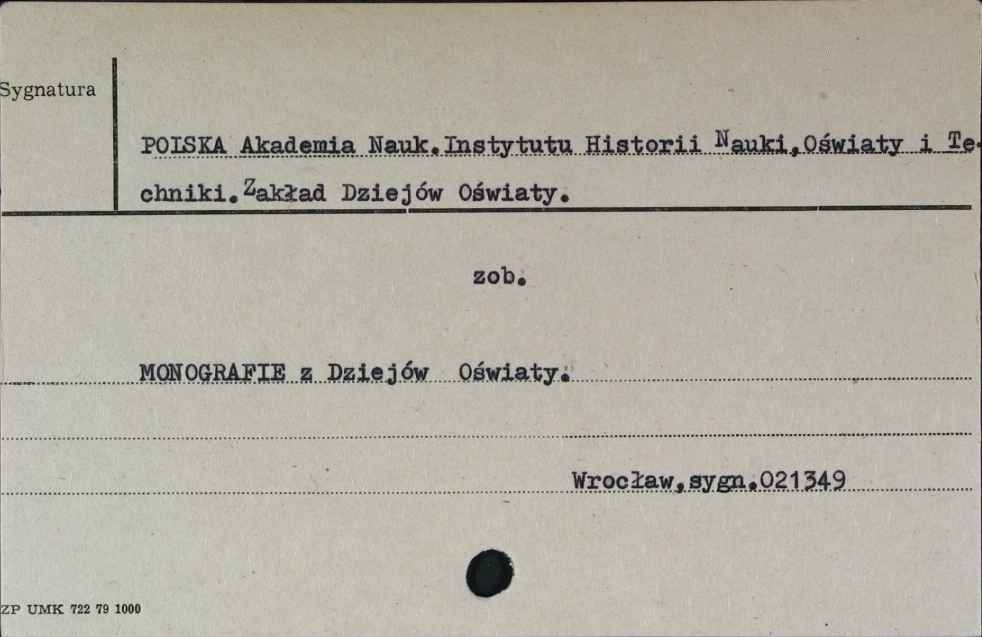 Sygnatura
POLSKA Akademia Nauk.Instytutu Historii Nauki,Oświaty i Te-
chniki.Zakład Dziejów Oświaty.
zob.
MONOGRAFIE z Dziejów Oświaty.
Wrocław,sygn.021349
ZP UMK 722 79 1000